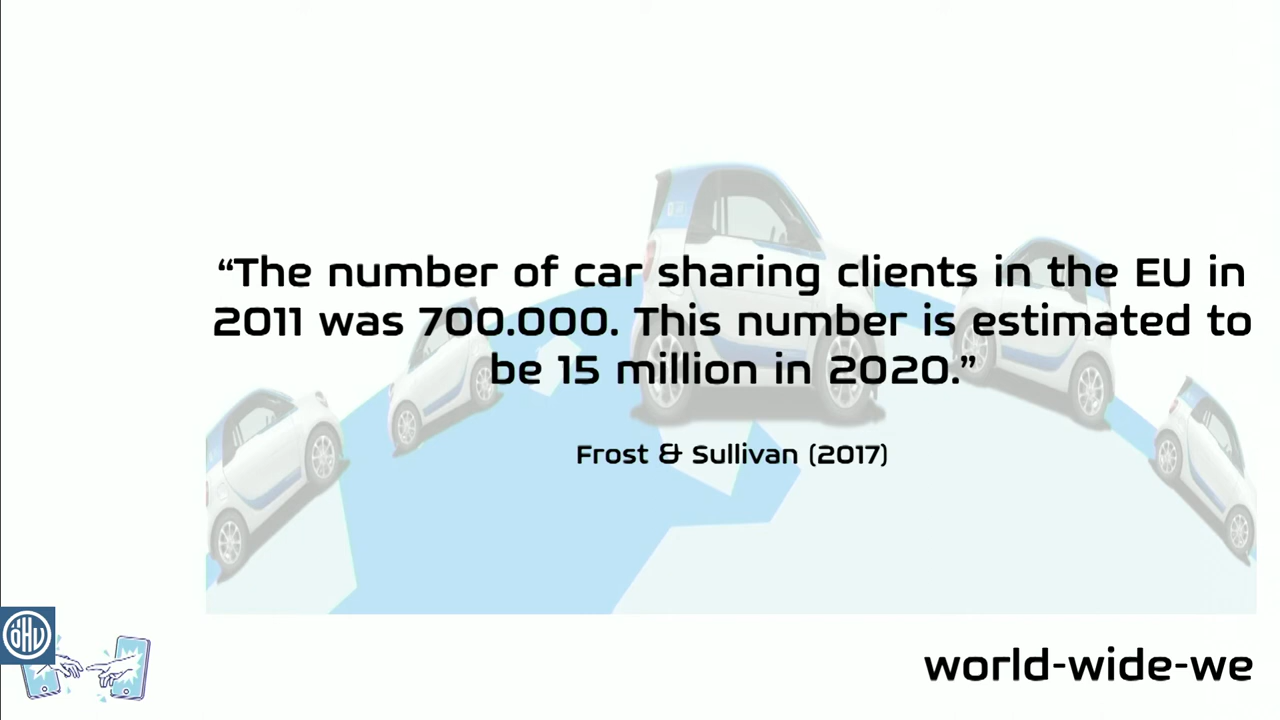 “The number of car sharing clients in the EU in
2011 was 700.000. This number is estimated to
be 15 million in 2020.”
Frost & Sullivan (2017)
ÖHV
world-wide-we